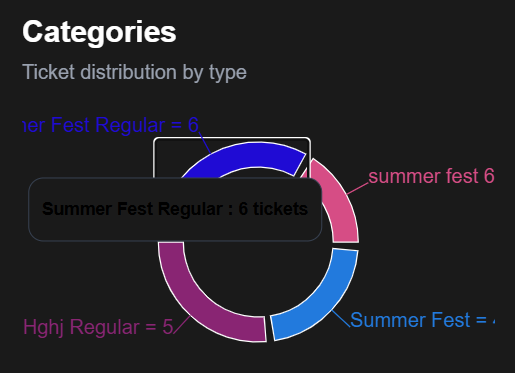 Categories
Ticket distribution by type
er Fest Regular = 6
summer fest 6
Summer Fest Regular : 6 tickets
Hghj Regular = 5
Summer Fest =